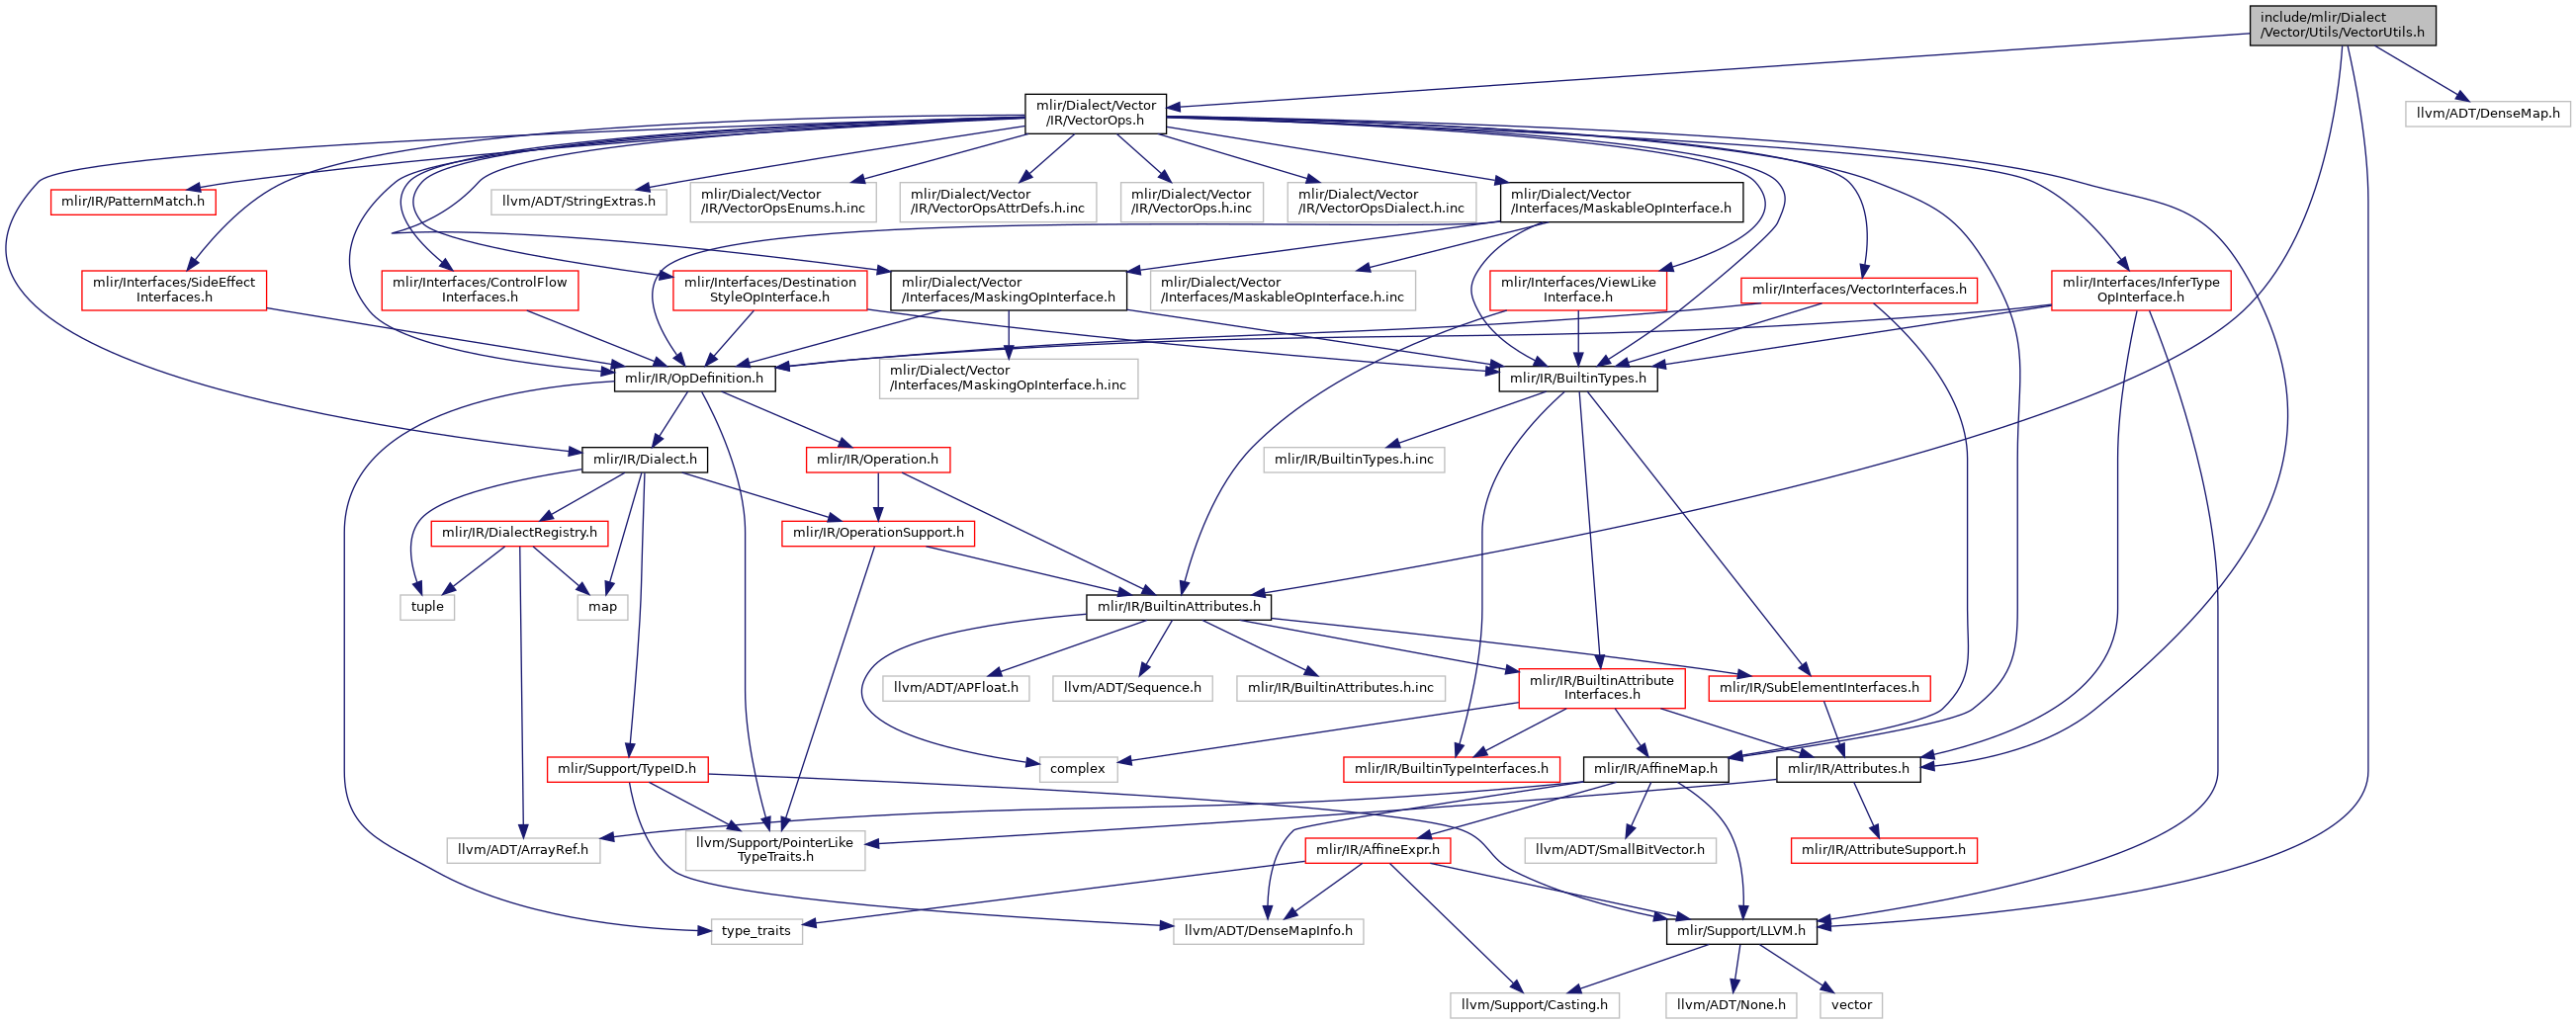 include/mlir/Dialect
/Vector/Utils/VectorUtils.h
mlir/Dialect/Vector
/IR/VectorOps.h
llvm/ADT/DenseMap.h
mlir/IR/PatternMatch.h
llvm/ADT/StringExtras.h
mlir/Dialect/Vector
/IR/VectorOpsEnums.h.inc
mlir/Dialect/Vector
/IR/VectorOpsAttrDefs.h.inc
mlir/Dialect/Vector
/IR/VectorOps.h.inc
mlir/Dialect/Vector
/IR/VectorOpsDialect.h.inc
mlir/Dialect/Vector
/Interfaces/MaskableOpInterface.h
mlir/Interfaces/SideEffect
Interfaces.h
mlir/Interfaces/ControlFlow
Interfaces.h
mlir/Interfaces/Destination
StyleOpInterface.h
mlir/Dialect/Vector
/Interfaces/MaskingOpInterface.h
mlir/Dialect/Vector
/Interfaces/MaskableOpInterface.h.inc
mlir/Interfaces/ViewLike
Interface.h
mlir/Interfaces/VectorInterfaces.h
mlir/Interfaces/InferType
OpInterface.h
mlir/IR/OpDefinition.h
mlir/Dialect/Vector
/Interfaces/MaskingOpInterface.h.inc
mlir/IR/BuiltinTypes.h
mlir/IR/Dialect.h
mlir/IR/Operation.h
mlir/IR/BuiltinTypes.h.inc
mlir/IR/DialectRegistry.h
mlir/IR/OperationSupport.h
tuple
map
mlir/IR/BuiltinAttributes.h
llvm/ADT/APFloat.h
llvm/ADT/Sequence.h
mlir/IR/BuiltinAttributes.h.inc
mlir/IR/BuiltinAttribute
Interfaces.h
mlir/IR/SubElementInterfaces.h
mlir/Support/TypeID.h
complex
mlir/IR/BuiltinTypeInterfaces.h
mlir/IR/AffineMap.h
mlir/IR/Attributes.h
llvm/ADT/ArrayRef.h
llvm/Support/PointerLike
TypeTraits.h
mlir/IR/AffineExpr.h
llvm/ADT/SmallBitVector.h
mlir/IR/AttributeSupport.h
type_traits
llvm/ADT/DenseMapInfo.h
mlir/Support/LLVM.h
llvm/Support/Casting.h
llvm/ADT/None.h
vector